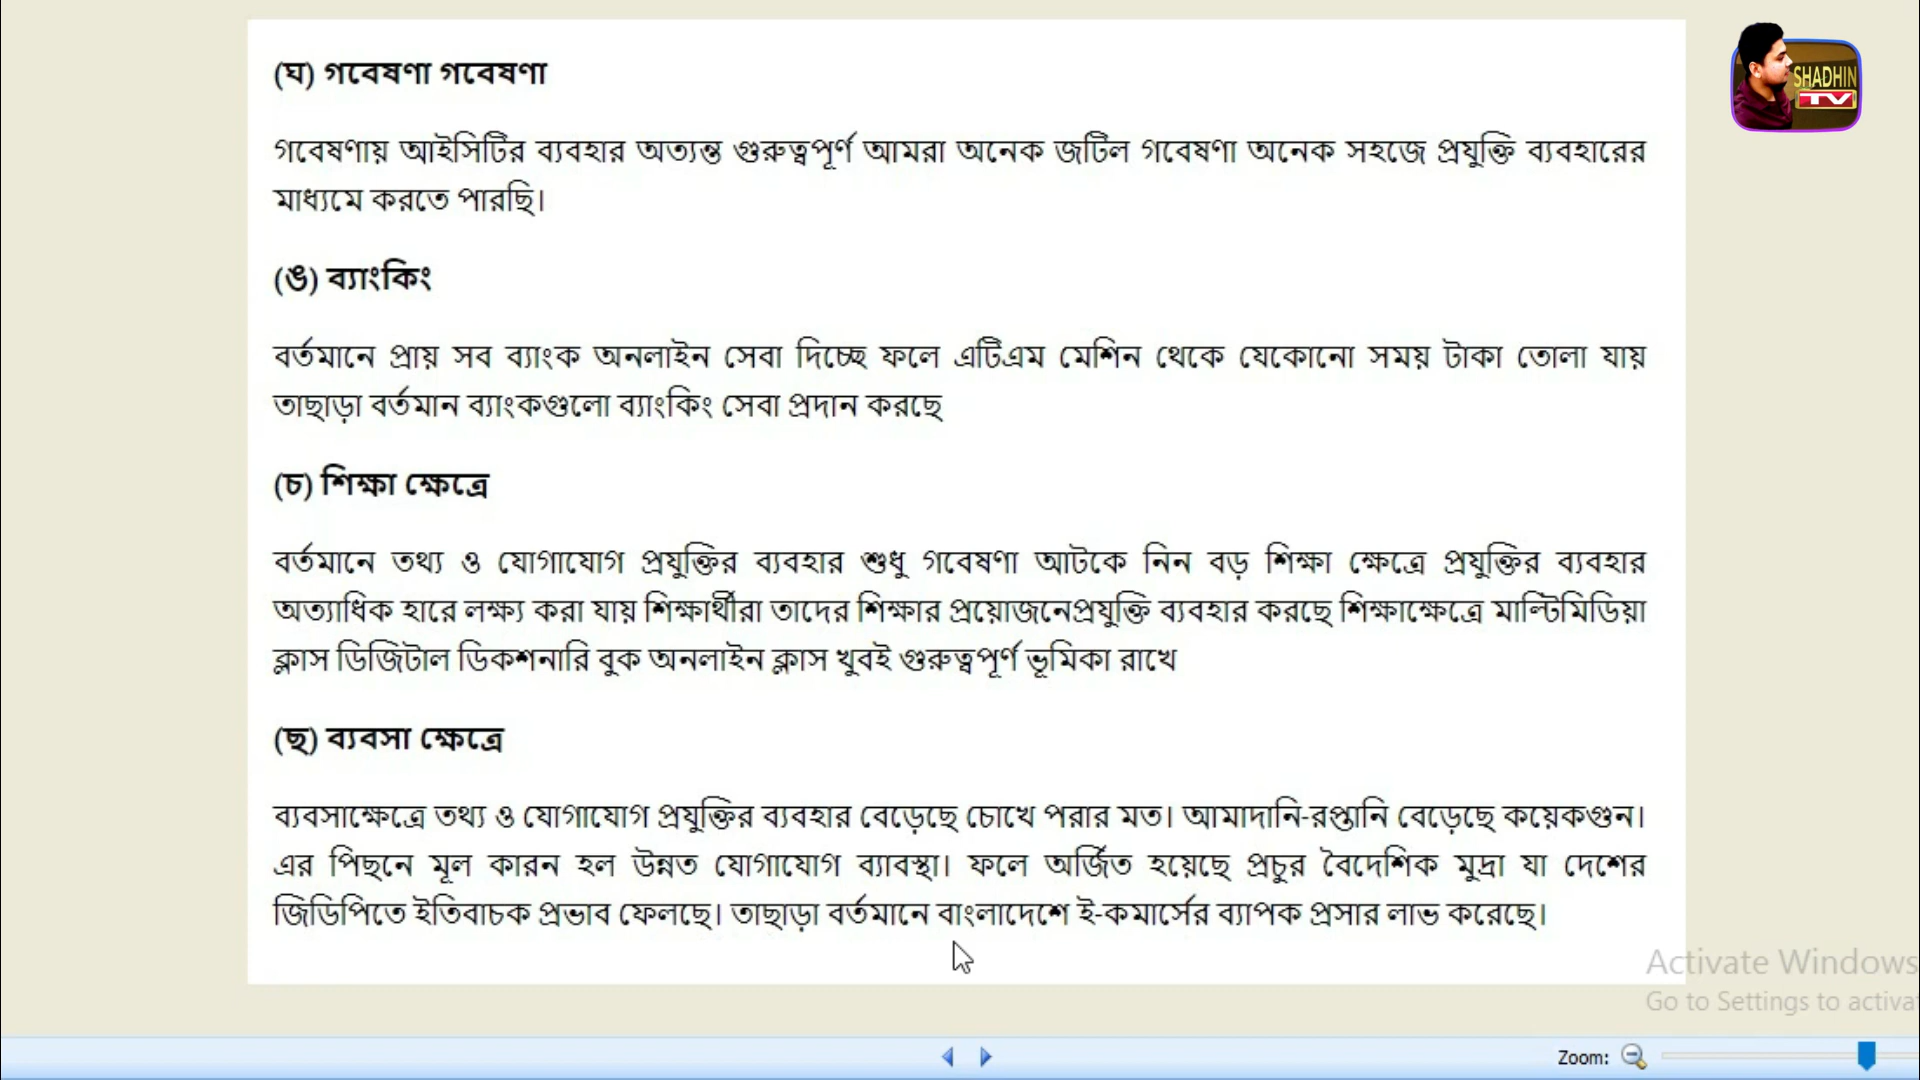 (ঘ) গবেষণা গবেষণা
গবেষণায় আইসিটির ব্যবহার অত্যন্ত গুরুত্বপূর্ণ আমরা অনেক জটিল গবেষণা অনেক সহজে প্রযুক্তি ব্যবহারের
মাধ্যমে করতে পারছি।
(ঙ) ব্যাংকিং
বর্তমানে প্রায় সব ব্যাংক অনলাইন সেবা দিচ্ছে ফলে এটিএম মেশিন থেকে যেকোনো সময় টাকা তোলা যায়
তাছাড়া বর্তমান ব্যাংকগুলো ব্যাংকিং সেবা প্রদান করছে
(চ) শিক্ষা ক্ষেত্রে
বর্তমানে তথ্য ও যোগাযোগ প্রযুক্তির ব্যবহার শুধু গবেষণা আটকে নিন বড় শিক্ষা ক্ষেত্রে প্রযুক্তির ব্যবহার
অত্যাধিক হারে লক্ষ্য করা যায় শিক্ষার্থীরা তাদের শিক্ষার প্রয়োজনেপ্রযুক্তি ব্যবহার করছে শিক্ষাক্ষেত্রে মাল্টিমিডিয়া
ক্লাস ডিজিটাল ডিকশনারি বুক অনলাইন ক্লাস খুবই গুরুত্বপূর্ণ ভূমিকা রাখে
(ছ) ব্যবসা ক্ষেত্রে
ব্যবসাক্ষেত্রে তথ্য ও যোগাযোগ প্রযুক্তির ব্যবহার বেড়েছে চোখে পরার মত। আমাদানি-রপ্তানি বেড়েছে কয়েকগুন।
এর পিছনে মূল কারন হল উন্নত যোগাযোগ ব্যাবস্থা। ফলে অর্জিত হয়েছে প্রচুর বৈদেশিক মুদ্রা যা দেশের
জিডিপিতে ইতিবাচক প্রভাব ফেলছে। তাছাড়া বর্তমানে বাংলাদেশে ই-কমার্সের ব্যাপক প্রসার লাভ করেছে।
SHADHIN
TV
Activate Windows
Go to Settings to activa
Zoom: